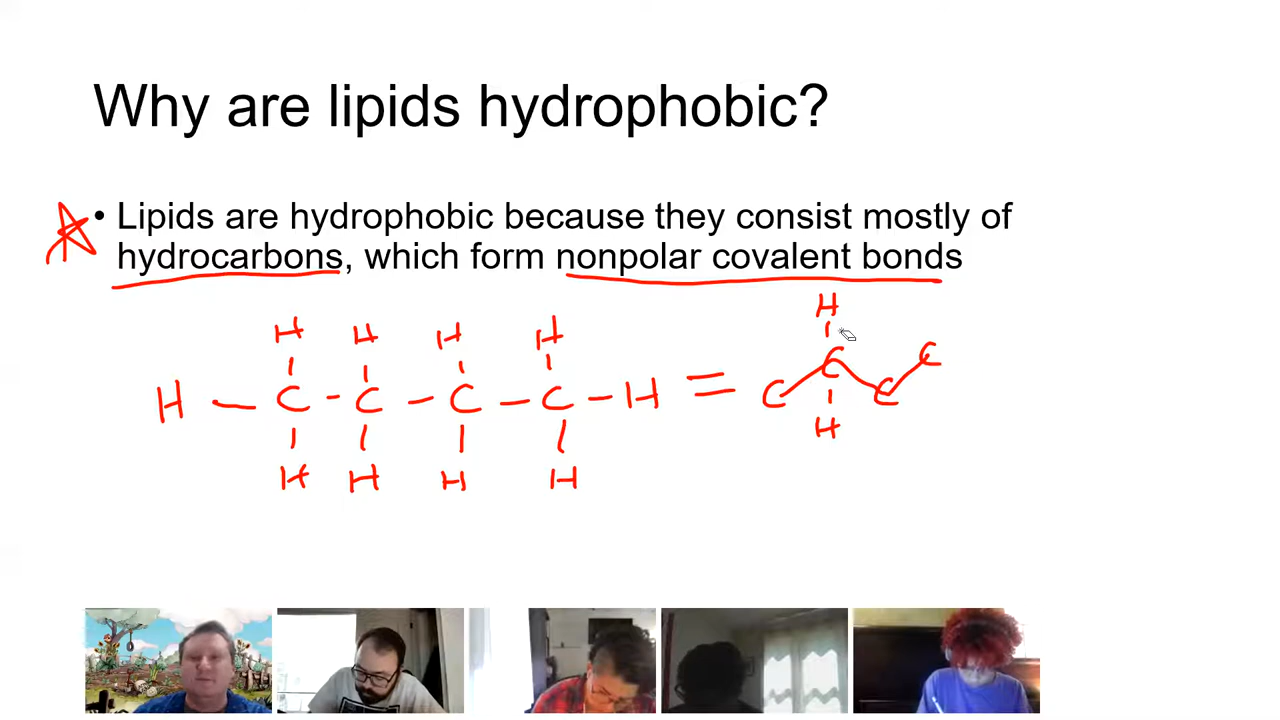 Why are lipids hydrophobic?
• Lipids are hydrophobic because they consist mostly of
hydrocarbons, which form nonpolar covalent bonds
H
H H H H
H - C - C - C - C - H = C C C C
H H H H H